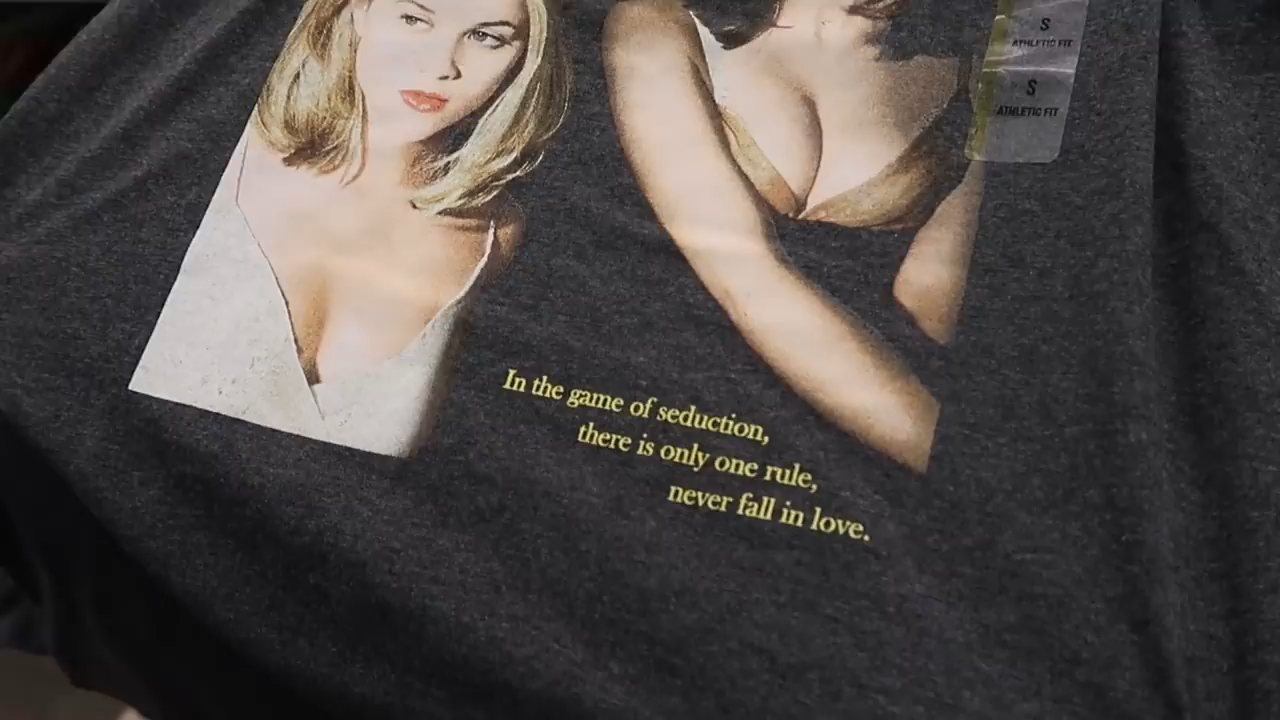 S
ATHLETIC FIT
S
ATHLETIC FIT
In the game of seduction,
there is only one rule,
never fall in love.